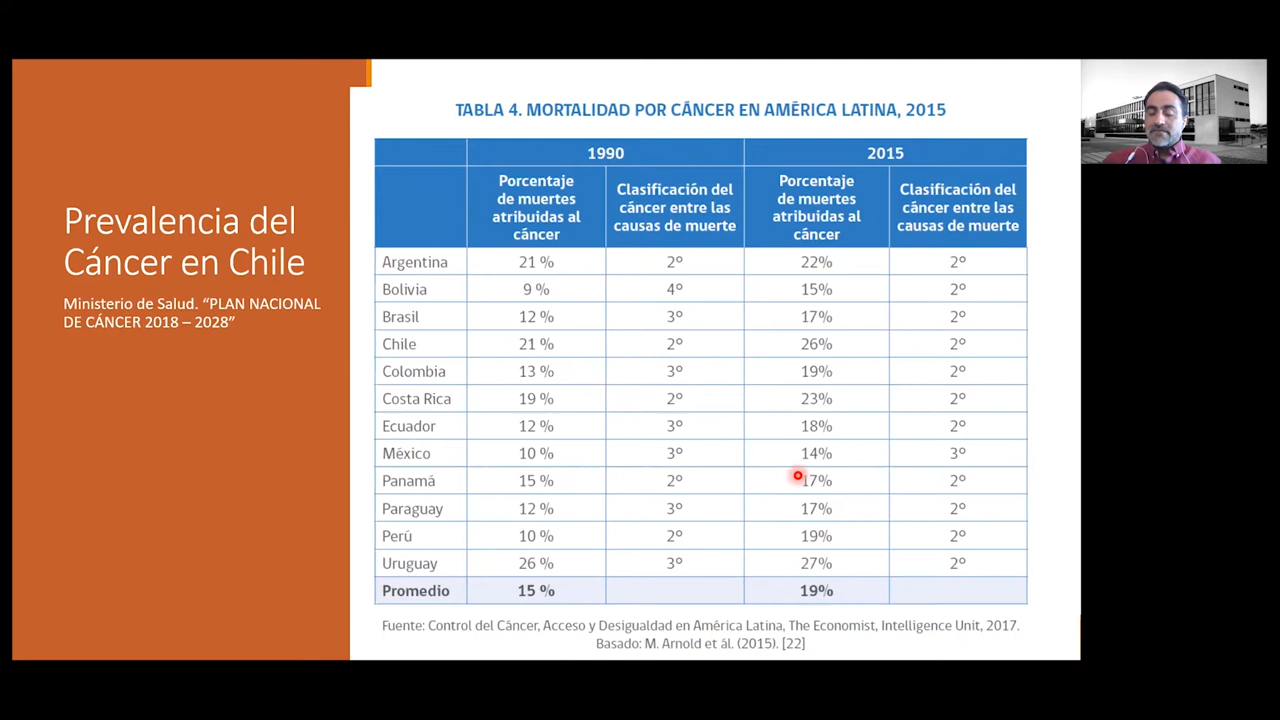 Prevalencia del
Cáncer en Chile
Ministerio de Salud. “PLAN NACIONAL
DE CÁNCER 2018 – 2028”
TABLA 4. MORTALIDAD POR CÁNCER EN AMÉRICA LATINA, 2015
1990 2015
Porcentaje de muertes atribuidas al cáncer Clasificación del cáncer entre las causas de muerte Porcentaje de muertes atribuidas al cáncer Clasificación del cáncer entre las causas de muerte
Argentina 21 % 2º 22% 2º
Bolivia 9 % 4º 15% 2º
Brasil 12 % 3º 17% 2º
Chile 21 % 2º 26% 2º
Colombia 13 % 3º 19% 2º
Costa Rica 19 % 2º 23% 2º
Ecuador 12 % 3º 18% 2º
México 10 % 3º 14% 3º
Panamá 15 % 2º 17% 2º
Paraguay 12 % 3º 17% 2º
Perú 10 % 2º 19% 2º
Uruguay 26 % 3º 27% 2º
Promedio 15 % 19%
Fuente: Control del Cáncer, Acceso y Desigualdad en América Latina, The Economist, Intelligence Unit, 2017.
Basado: M. Arnold et ál. (2015). [22]